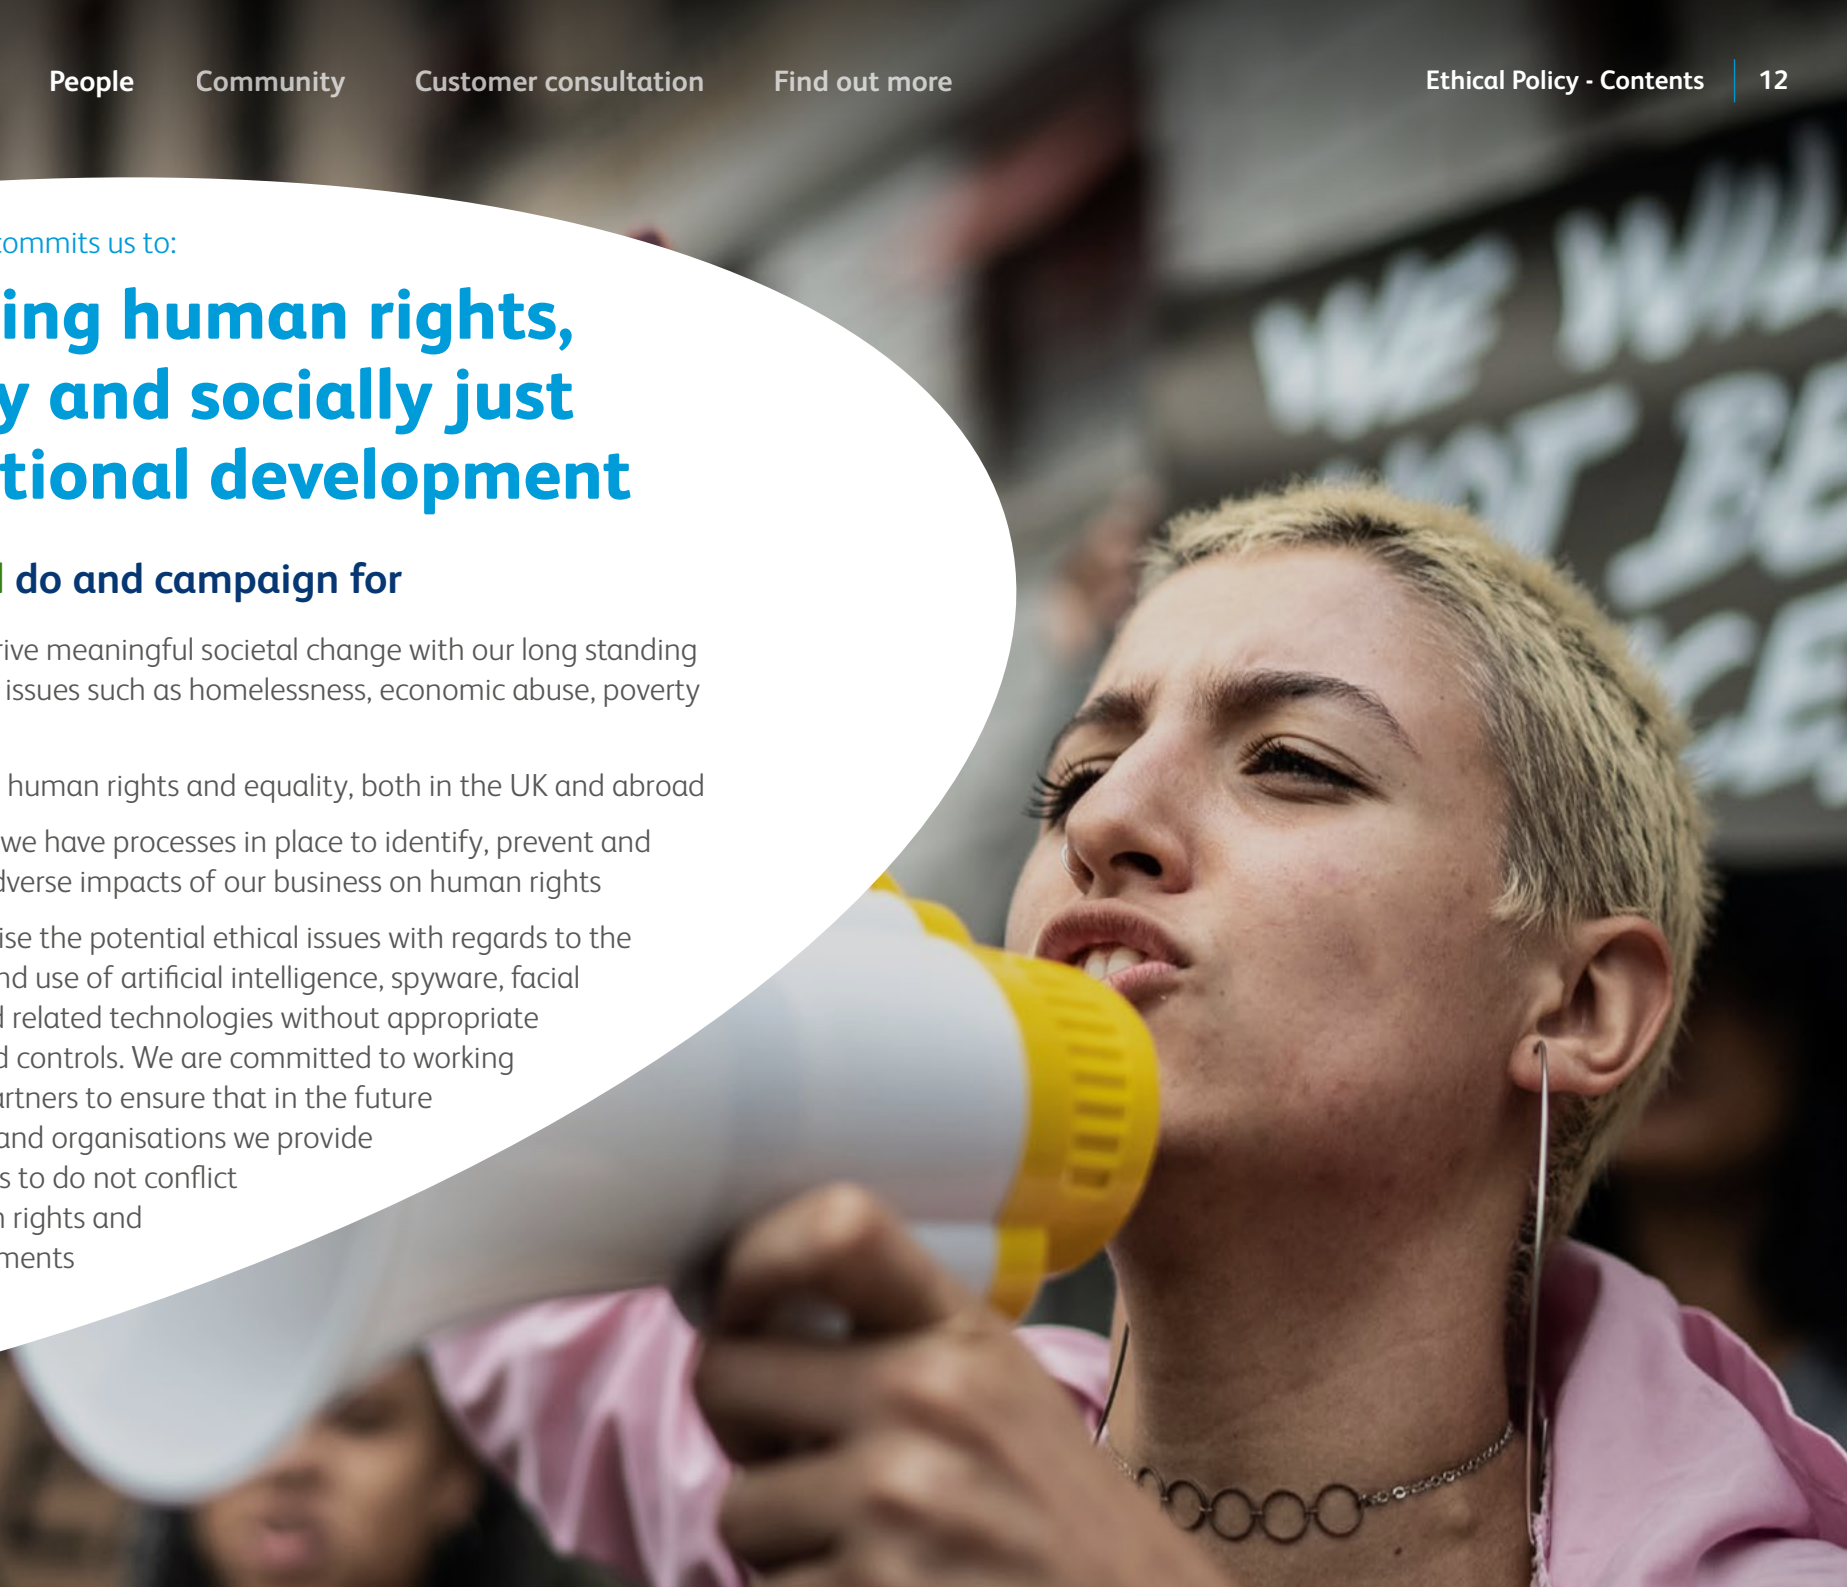 People Community Customer consultation Find out more Ethical Policy - Contents 12
commits us to:
ing human rights,
y and socially just
tional development
do and campaign for
rive meaningful societal change with our long standing
issues such as homelessness, economic abuse, poverty
human rights and equality, both in the UK and abroad
we have processes in place to identify, prevent and
dverse impacts of our business on human rights
ise the potential ethical issues with regards to the
nd use of artificial intelligence, spyware, facial
d related technologies without appropriate
d controls. We are committed to working
artners to ensure that in the future
and organisations we provide
s to do not conflict
n rights and
ments
WE WILL
NOT BE